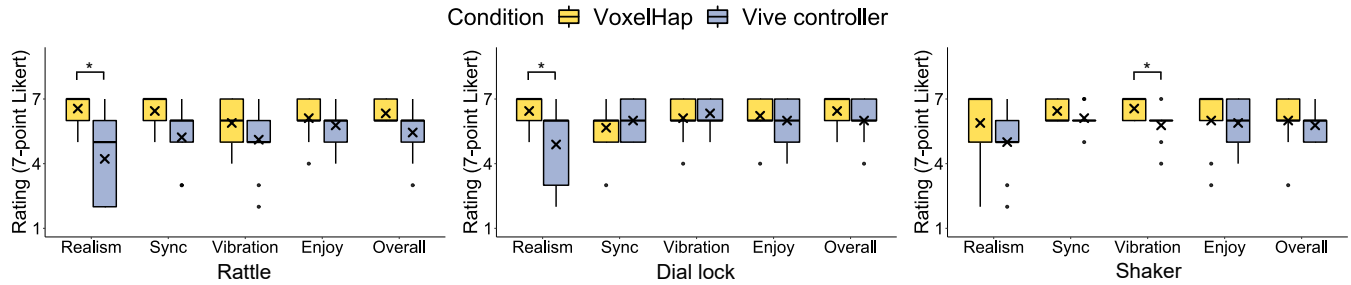 Condition VoxelHap Vive controller
Rating (7-point Likert)
7
4
1
*
Realism Sync Vibration Enjoy Overall
Rattle
Rating (7-point Likert)
7
4
1
*
Realism Sync Vibration Enjoy Overall
Dial lock
Rating (7-point Likert)
7
4
1
*
Realism Sync Vibration Enjoy Overall
Shaker